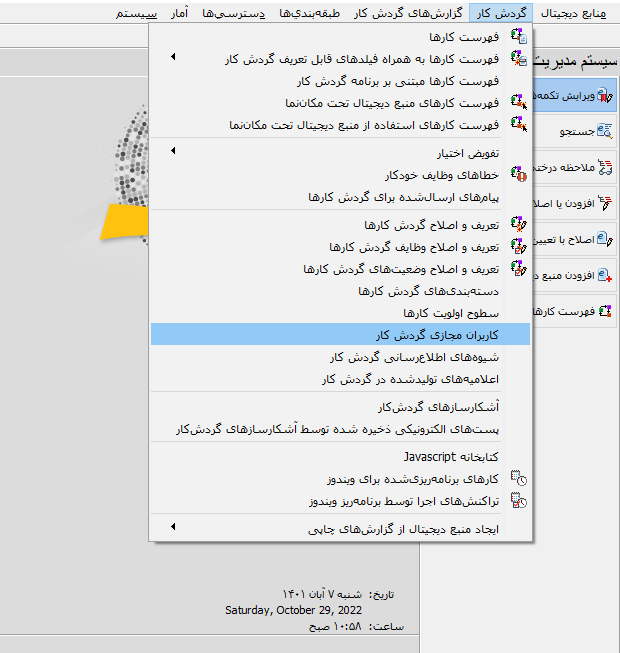 منابع دیجیتال گردش کار گزارش‌های گردش کار طبقه‌بندی‌ها دسترسی‌ها آمار سیستم
سیستم مدیریت
ویرایش تکمه‌ه
جستجو
ملاحظه درختی
افزودن یا اصلا
اصلاح با تعیین
افزودن منبع د
فهرست کارها
فهرست کارها
فهرست کارها به همراه فیلدهای قابل تعریف گردش کار
فهرست کارها مبتنی بر برنامه گردش کار
فهرست کارهای منبع دیجیتال تحت مکان‌نما
فهرست کارهای استفاده از منبع دیجیتال تحت مکان‌نما
تفویض اختیار
خطاهای وظایف خودکار
پیام‌های ارسال‌شده برای گردش کارها
تعریف و اصلاح گردش کارها
تعریف و اصلاح وظایف گردش کارها
تعریف و اصلاح وضعیت‌های گردش کارها
دسته‌بندی‌های گردش کارها
سطوح اولویت کارها
کاربران مجازی گردش کار
شیوه‌های اطلاع‌رسانی گردش کار
اعلامیه‌های تولیدشده در گردش کار
آشکارسازهای گردش‌کار
پست‌های الکترونیکی ذخیره شده توسط آشکارسازهای گردش‌کار
کتابخانه Javascript
کارهای برنامه‌ریزی‌شده برای ویندوز
تراکنش‌های اجرا توسط برنامه‌ریز ویندوز
ایجاد منبع دیجیتال از گزارش‌های چاپی
تاریخ: شنبه ۷ آبان ۱۴۰۱
Saturday, October 29, 2022
ساعت: ۱۰:۵۸ صبح